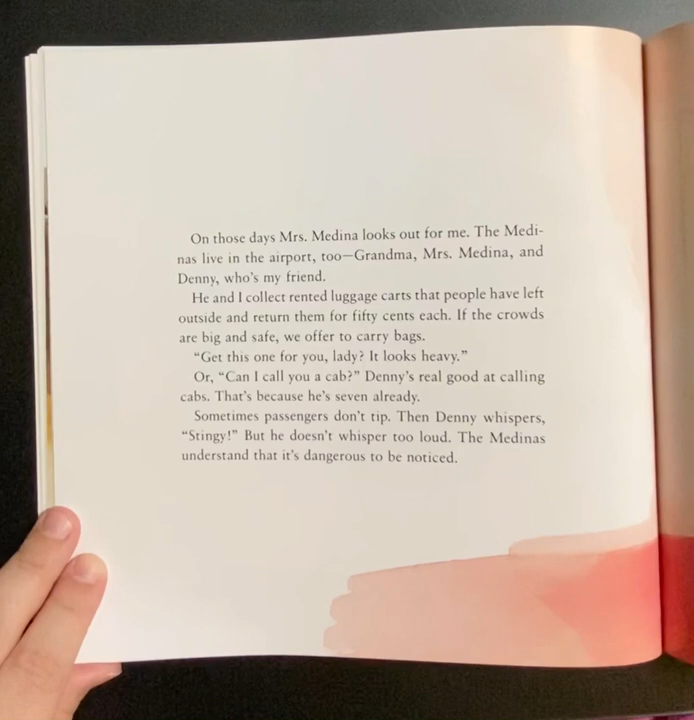 On those days Mrs. Medina looks out for me. The Medi-
nas live in the airport, too—Grandma, Mrs. Medina, and
Denny, who's my friend.
He and I collect rented luggage carts that people have left
outside and return them for fifty cents each. If the crowds
are big and safe, we offer to carry bags.
“Get this one for you, lady? It looks heavy.”
Or, “Can I call you a cab?” Denny's real good at calling
cabs. That's because he's seven already.
Sometimes passengers don't tip. Then Denny whispers,
“Stingy!” But he doesn't whisper too loud. The Medinas
understand that it's dangerous to be noticed.